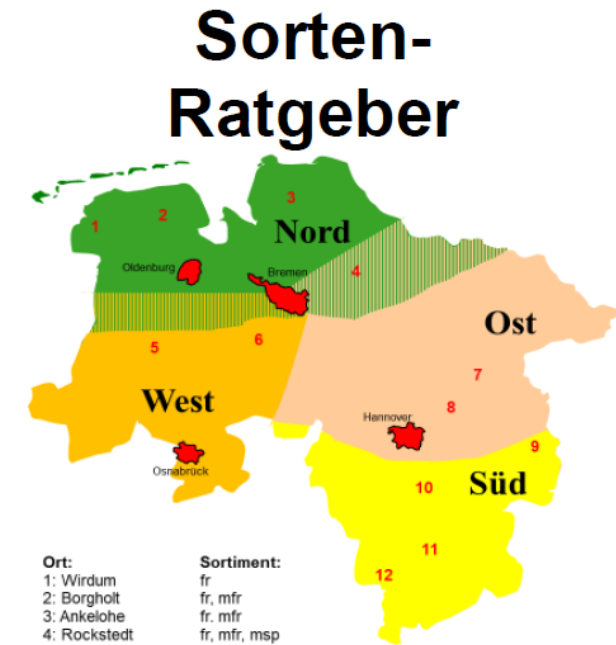 Sorten-
Ratgeber
3
1
2
Nord
Oldenburg
Bremen
4
Ost
5
6
7
West
8
Hannover
9
Osnabrück
10
Süd
11
12
Ort: Sortiment:
1: Wirdum fr
2: Borgholt fr, mfr
3: Ankelohe fr. mfr
4: Rockstedt fr, mfr, msp